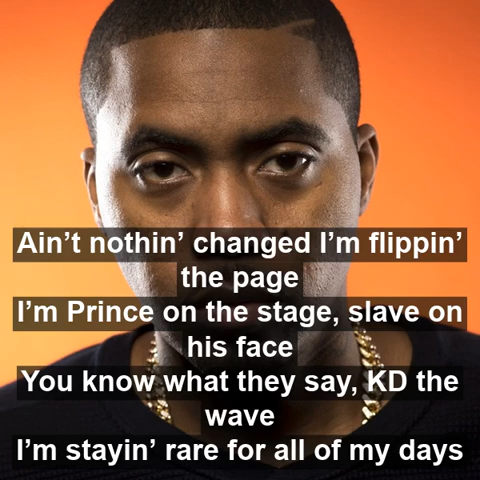 Ain’t nothin’ changed I’m flippin’
the page
I’m Prince on the stage, slave on
his face
You know what they say, KD the
wave
I’m stayin’ rare for all of my days